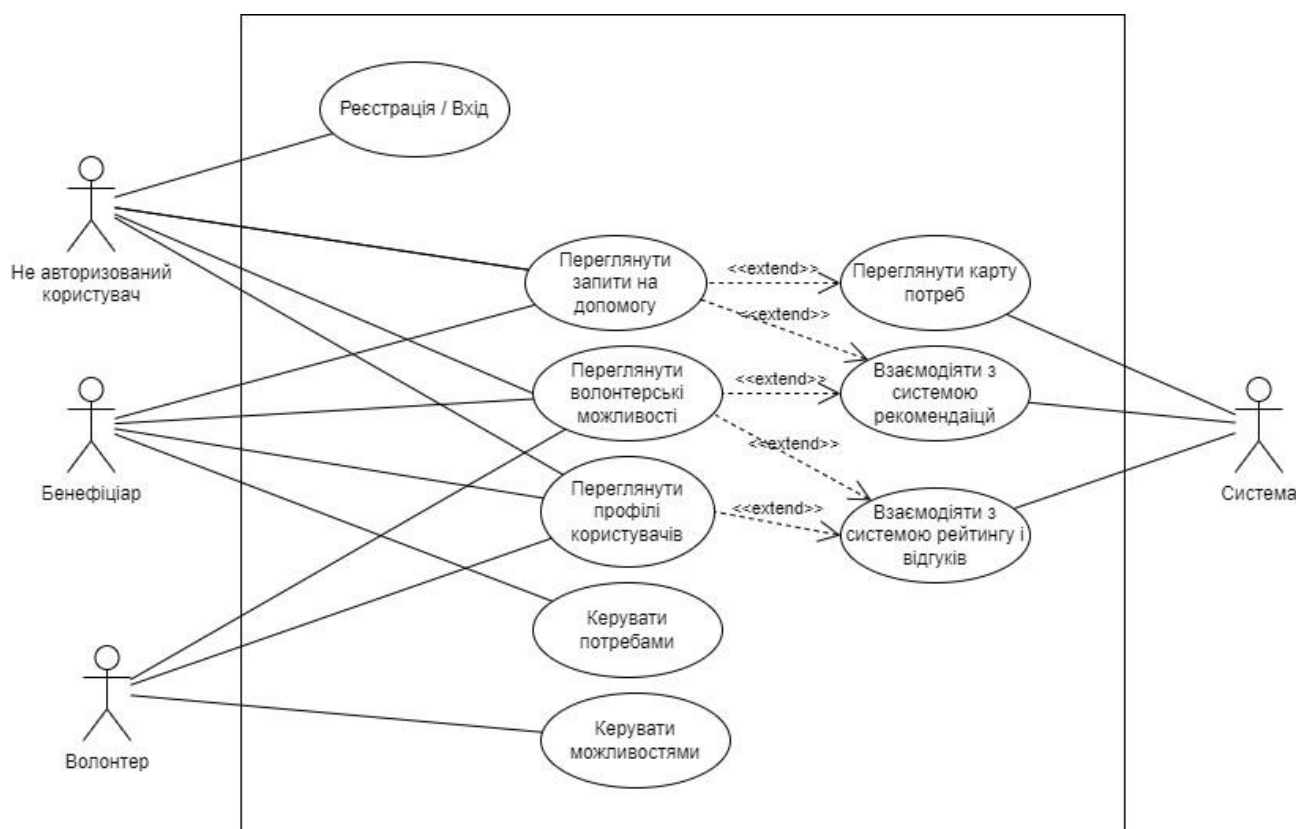 Реєстрація / Вхід
Не авторизований
користувач
Переглянути
запити на
допомогу
<<extend>>
Переглянути карту
потреб
<<extend>>
Бенефіціар
Переглянути
волонтерські
можливості
<<extend>>
Взаємодіяти з
системою
рекомендаіцй
<<extend>>
Система
Переглянути
профілі
користувачів
<<extend>>
Взаємодіяти з
системою рейтингу і
відгуків
Керувати
потребами
Волонтер
Керувати
можливостями